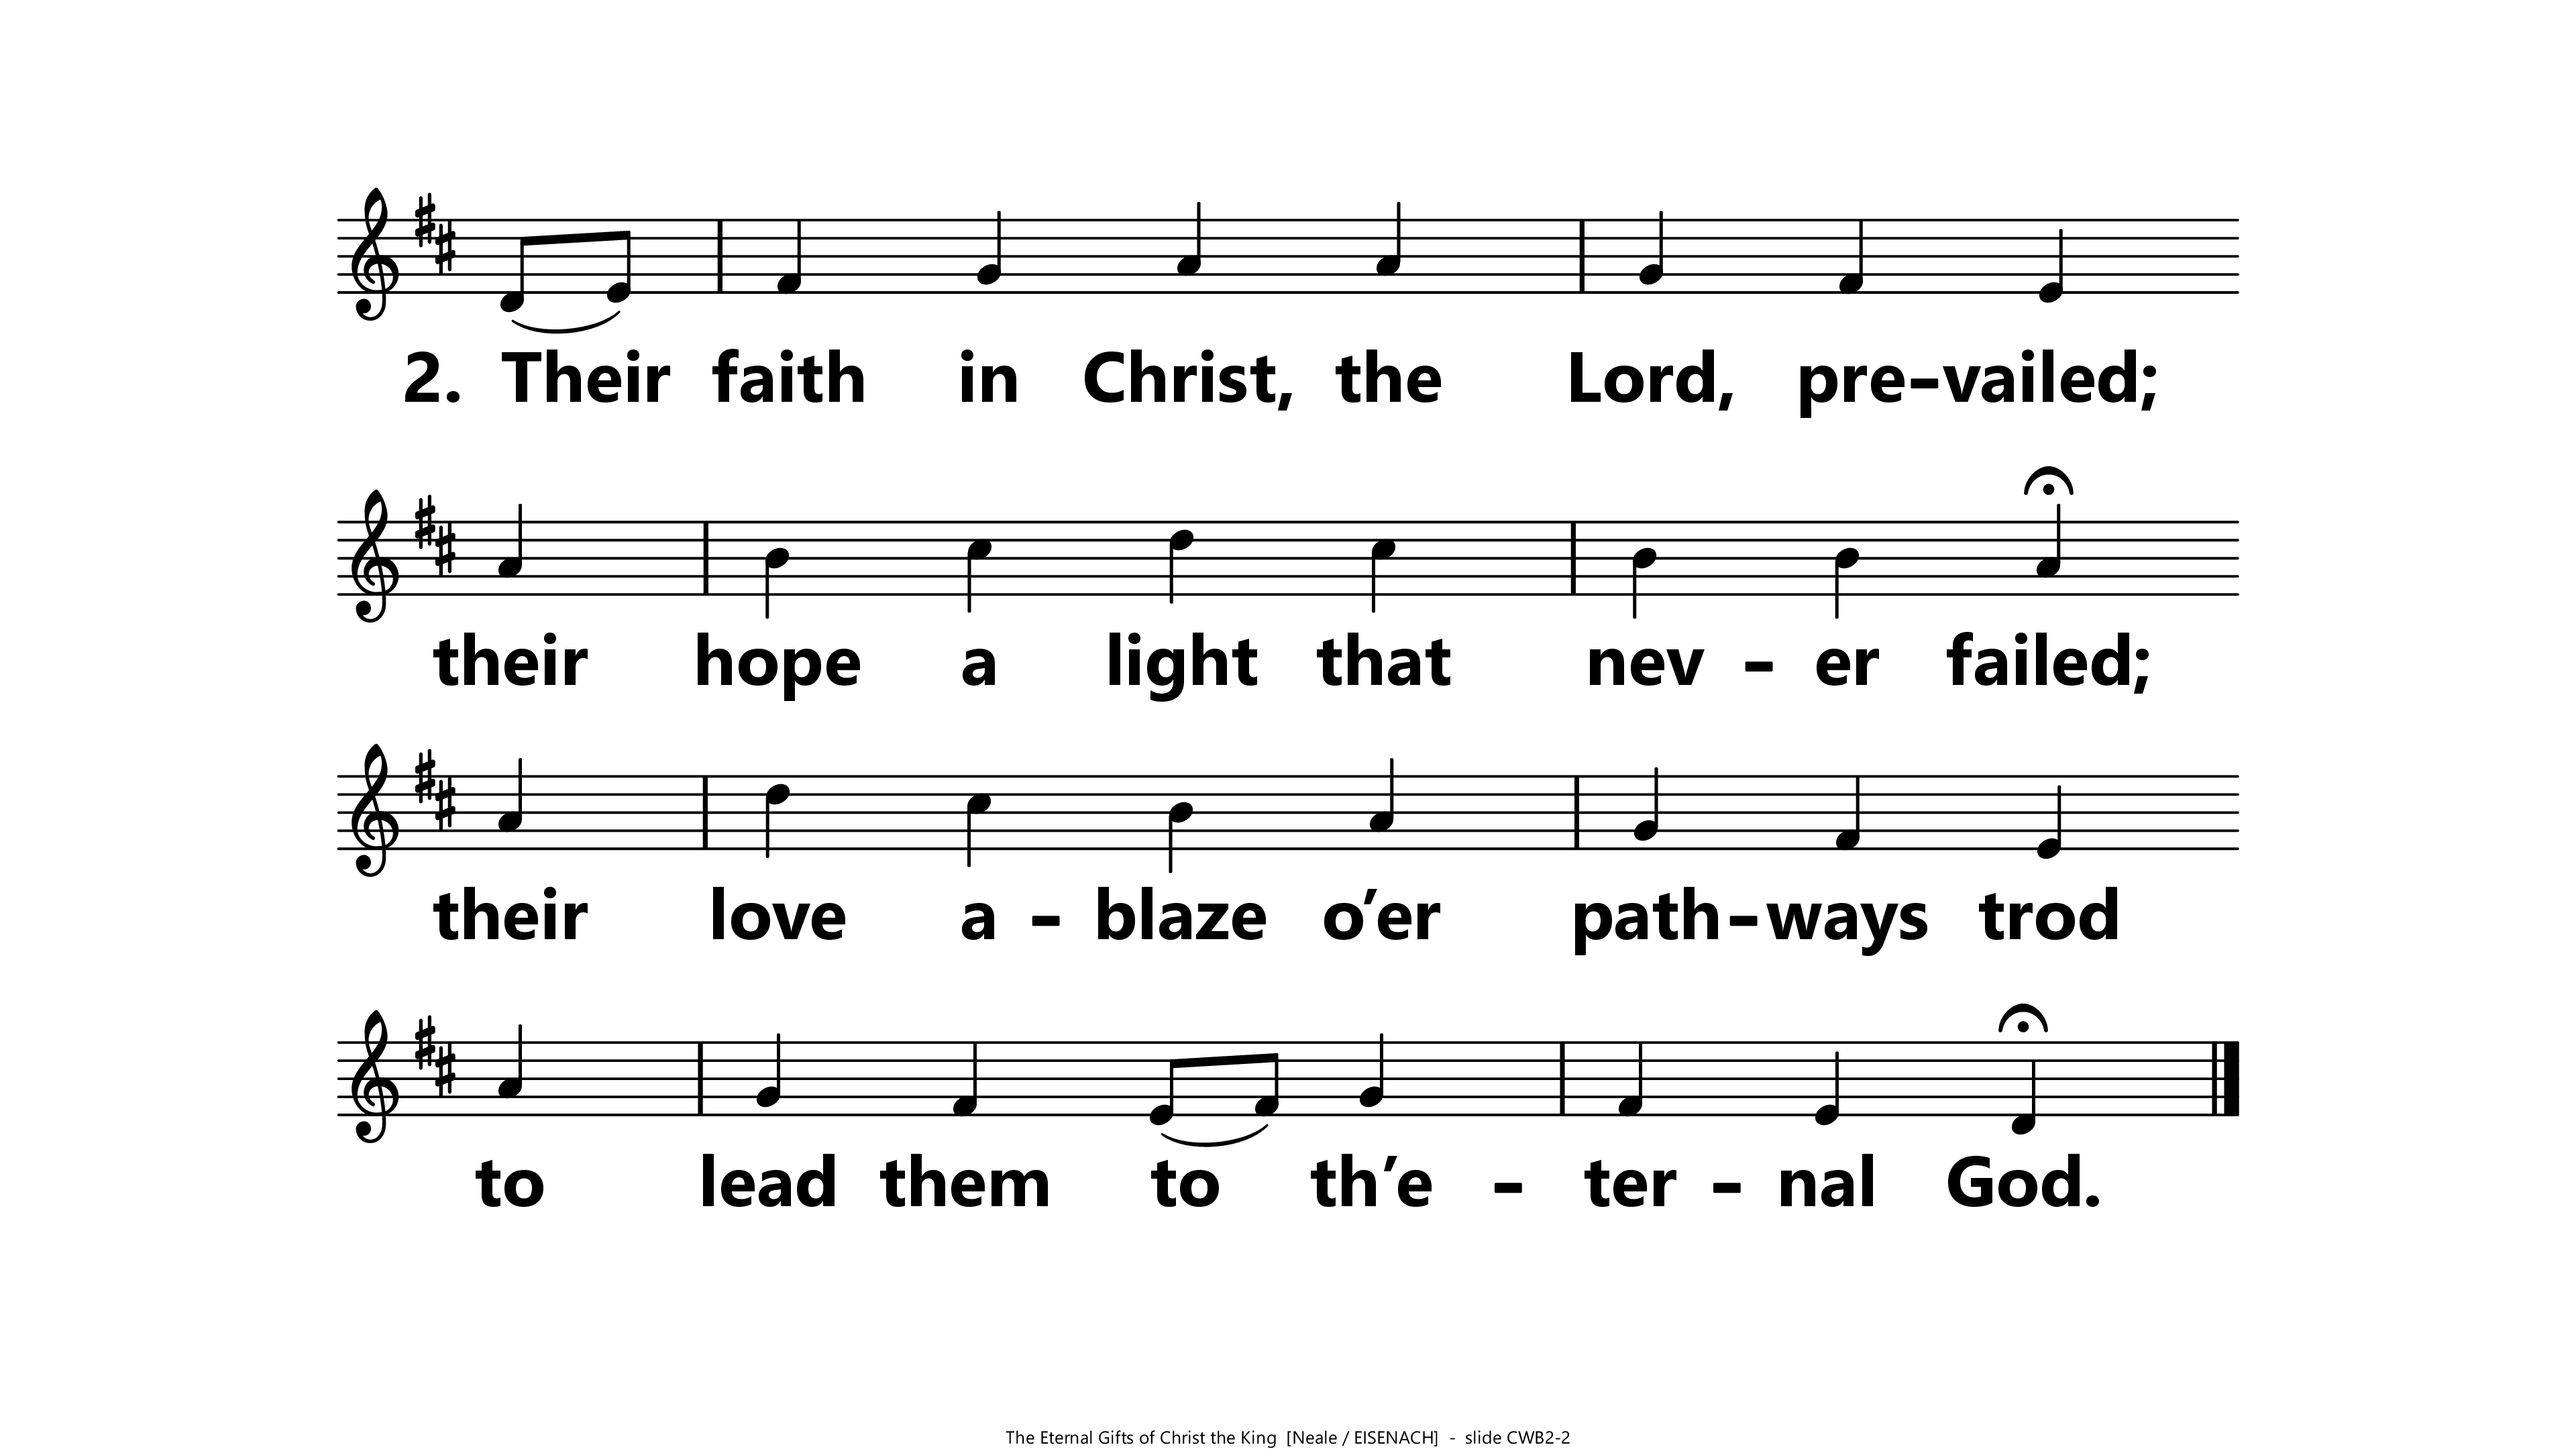 2. Their faith in Christ, the Lord, pre-vailed;
their hope a light that nev - er failed;
their love a - blaze o’er path-ways trod
to lead them to th’e - ter - nal God.
The Eternal Gifts of Christ the King [Neale / EISENACH] - slide CWB2-2